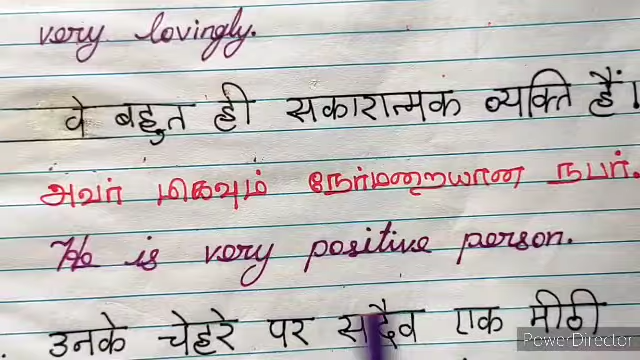 very lovingly.
वे बहुत ही सकारात्मक व्यक्ति हैं।
அவர் மிகவும் நேர்மறையான நபர்.
He is very positive person.
उनके चेहरे पर सदैव एक मीठी
PowerDirector